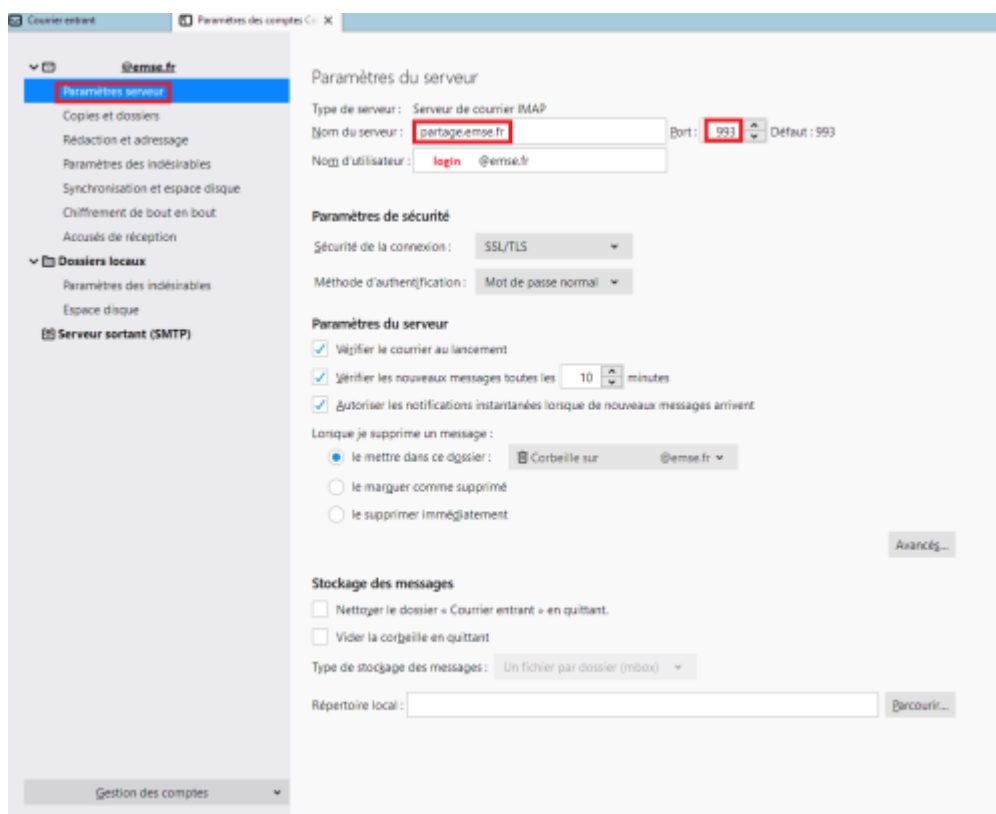 Courrier entrant
Paramètres des comptes Co
@emse.fr
Paramètres serveur
Copies et dossiers
Rédaction et adressage
Paramètres des indésirables
Synchronisation et espace disque
Chiffrement de bout en bout
Accusés de réception
Dossiers locaux
Paramètres des indésirables
Espace disque
Serveur sortant (SMTP)
Gestion des comptes
Paramètres du serveur
Type de serveur : Serveur de courrier IMAP
Nom du serveur : partage.emse.fr Port : 993 Défaut : 993
Nom d'utilisateur : login @emse.fr
Paramètres de sécurité
Sécurité de la connexion : SSL/TLS
Méthode d'authentification : Mot de passe normal
Paramètres du serveur
Vérifier le courrier au lancement
Vérifier les nouveaux messages toutes les 10 minutes
Autoriser les notifications instantanées lorsque de nouveaux messages arrivent
Lorsque je supprime un message :
le mettre dans ce dossier : Corbeille sur @emse.fr
le marquer comme supprimé
le supprimer immédiatement
Avancés...
Stockage des messages
Nettoyer le dossier « Courrier entrant » en quittant.
Vider la corbeille en quittant
Type de stockage des messages : Un fichier par dossier (mbox)
Répertoire local : Parcourir...